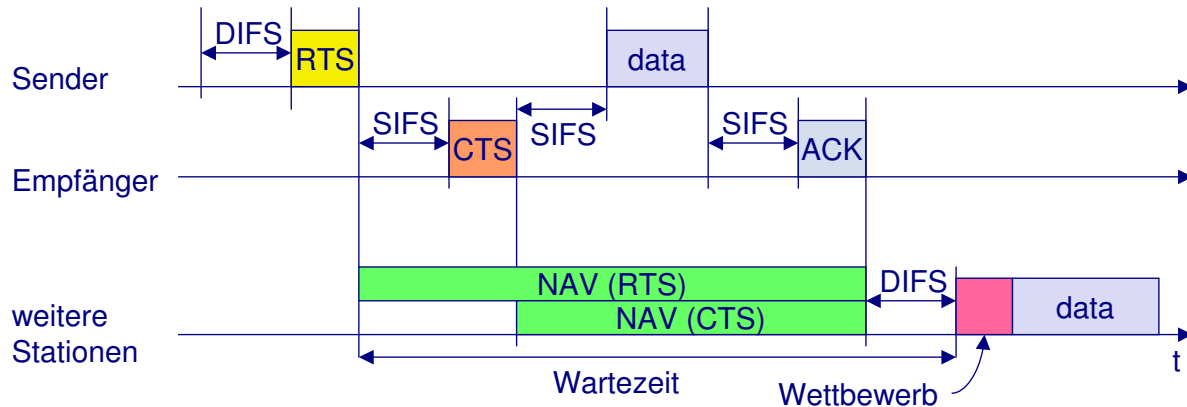 DIFS
RTS
data
Sender
SIFS
CTS
SIFS
SIFS
ACK
Empfänger
NAV (RTS)
DIFS
NAV (CTS)
data
weitere
Stationen
t
Wartezeit
Wettbewerb